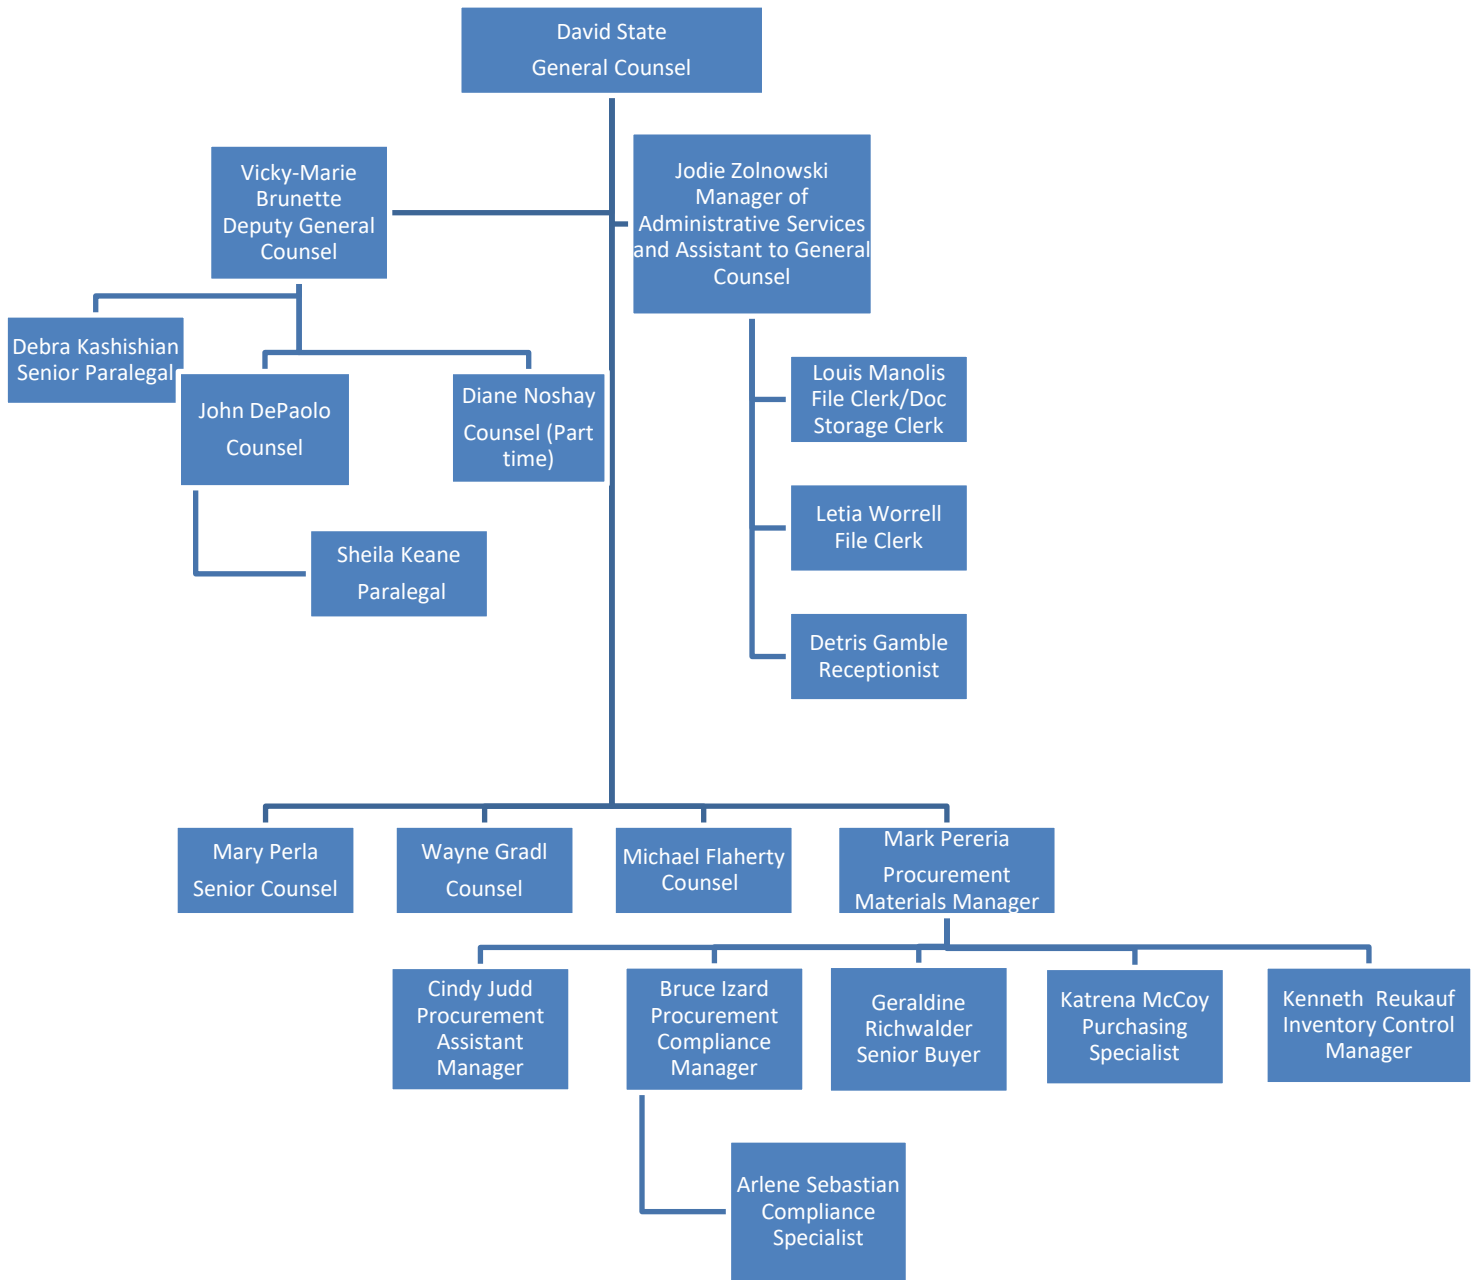 David State
General Counsel
Vicky-Marie
Brunette
Deputy General
Counsel
Jodie Zolnowski
Manager of
Administrative Services
and Assistant to General
Counsel
Debra Kashishian
Senior Paralegal
John DePaolo
Counsel
Diane Noshay
Counsel (Part
time)
Louis Manolis
File Clerk/Doc
Storage Clerk
Letia Worrell
File Clerk
Sheila Keane
Paralegal
Detris Gamble
Receptionist
Mary Perla
Senior Counsel
Wayne Gradl
Counsel
Michael Flaherty
Counsel
Mark Pereria
Procurement
Materials Manager
Cindy Judd
Procurement
Assistant
Manager
Bruce Izard
Procurement
Compliance
Manager
Geraldine
Richwalder
Senior Buyer
Katrena McCoy
Purchasing
Specialist
Kenneth  Reukauf
Inventory Control
Manager
Arlene Sebastian
Compliance
Specialist